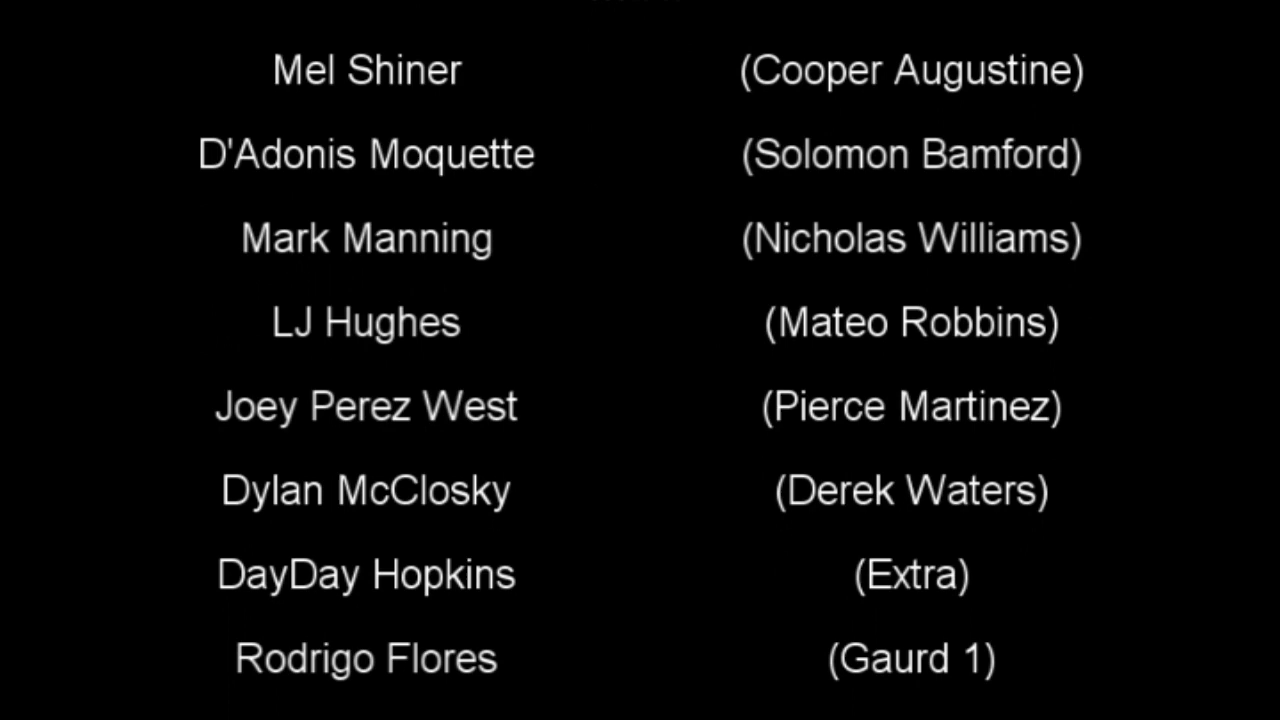 Mel Shiner (Cooper Augustine)
D'Adonis Moquette (Solomon Bamford)
Mark Manning (Nicholas Williams)
LJ Hughes (Mateo Robbins)
Joey Perez West (Pierce Martinez)
Dylan McClosky (Derek Waters)
DayDay Hopkins (Extra)
Rodrigo Flores (Gaurd 1)